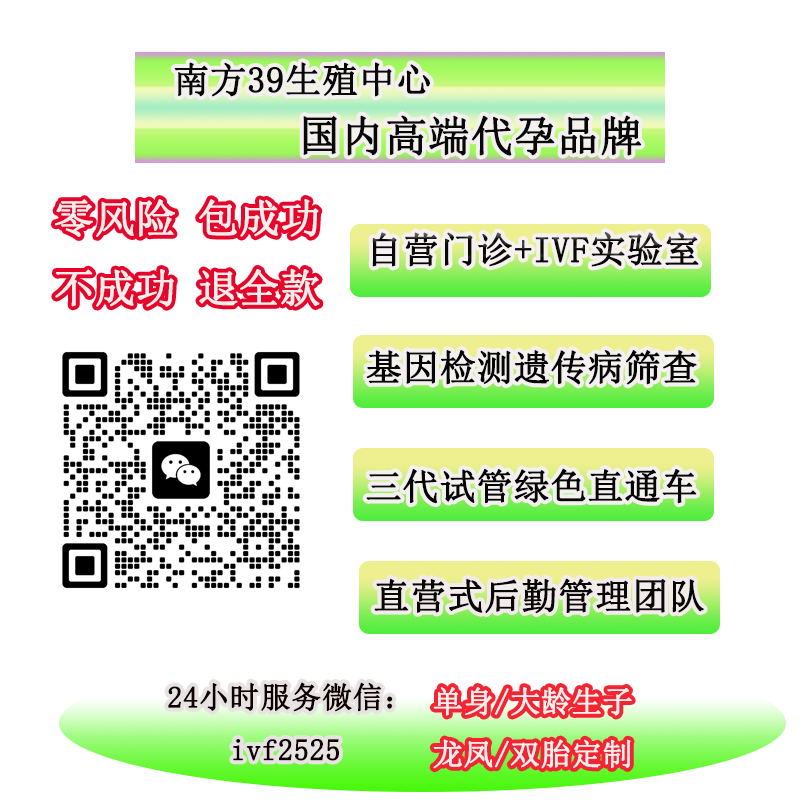 南方39生殖中心
国内高端代孕品牌
零风险 包成功
不成功 退全款
自营门诊+IVF实验室
基因检测遗传病筛查
三代试管绿色直通车
直营式后勤管理团队
24小时服务微信：
ivf2525
单身/大龄生子
龙凤/双胎定制